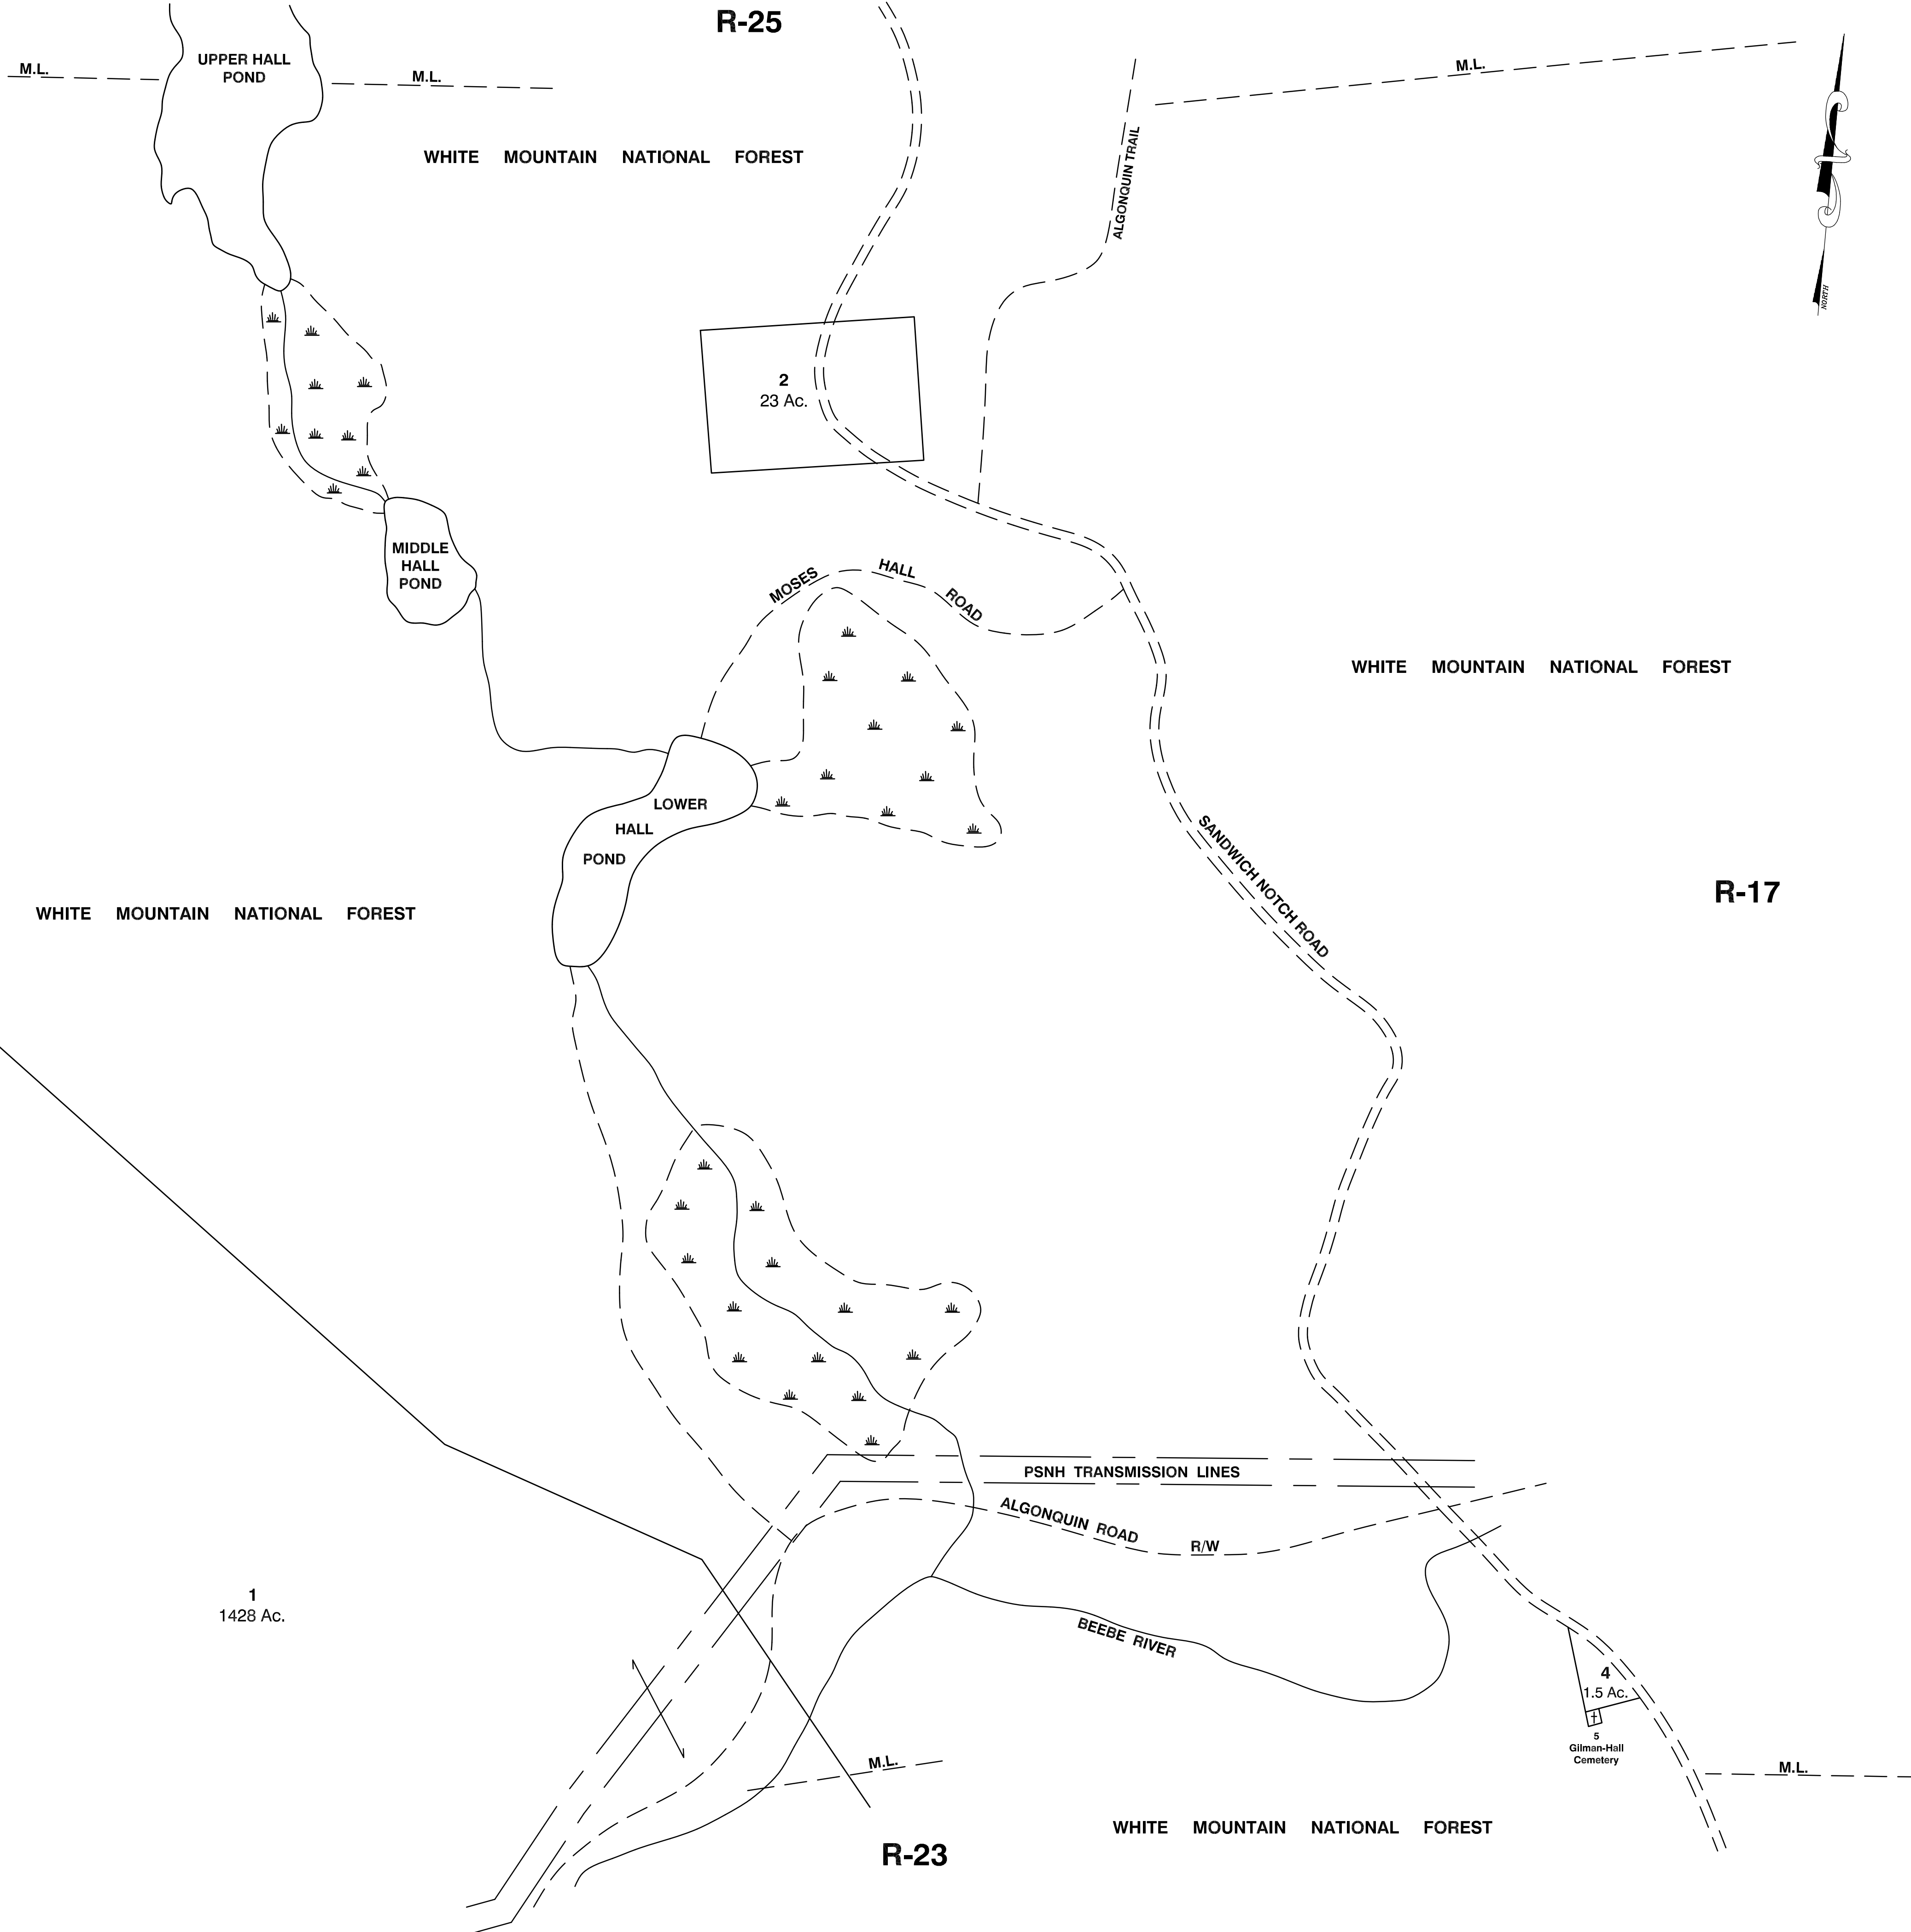 R-25
UPPER HALL
POND
M.L.
M.L.
M.L.
WHITE MOUNTAIN NATIONAL FOREST
ALGONQUIN TRAIL
NORTH
2
23 Ac.
MIDDLE
HALL
POND
MOSES HALL ROAD
WHITE MOUNTAIN NATIONAL FOREST
LOWER
HALL
POND
SANDWICH NOTCH ROAD
R-17
WHITE MOUNTAIN NATIONAL FOREST
PSNH TRANSMISSION LINES
ALGONQUIN ROAD
R/W
1
1428 Ac.
BEEBE RIVER
4
1.5 Ac.
5
Gilman-Hall
Cemetery
M.L.
M.L.
WHITE MOUNTAIN NATIONAL FOREST
R-23